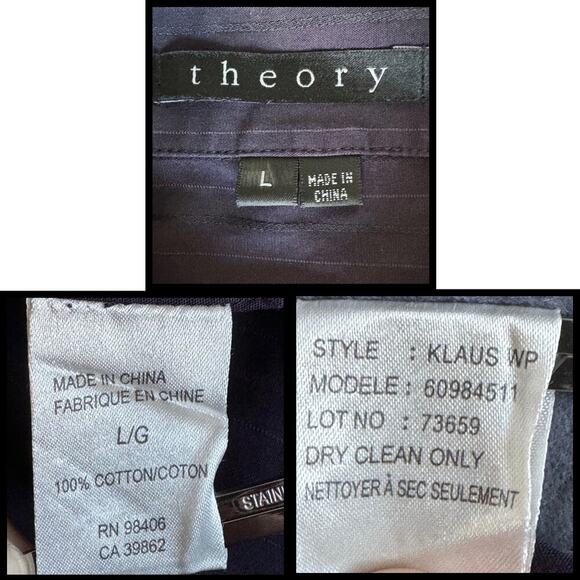 theory
L
MADE IN
CHINA
MADE IN CHINA
FABRIQUE EN CHINE
L/G
100% COTTON/COTON
RN 98406
CA 39862
STYLE : KLAUS WP
MODELE : 60984511
LOT NO : 73659
DRY CLEAN ONLY
NETTOYER À SEC SEULEMENT